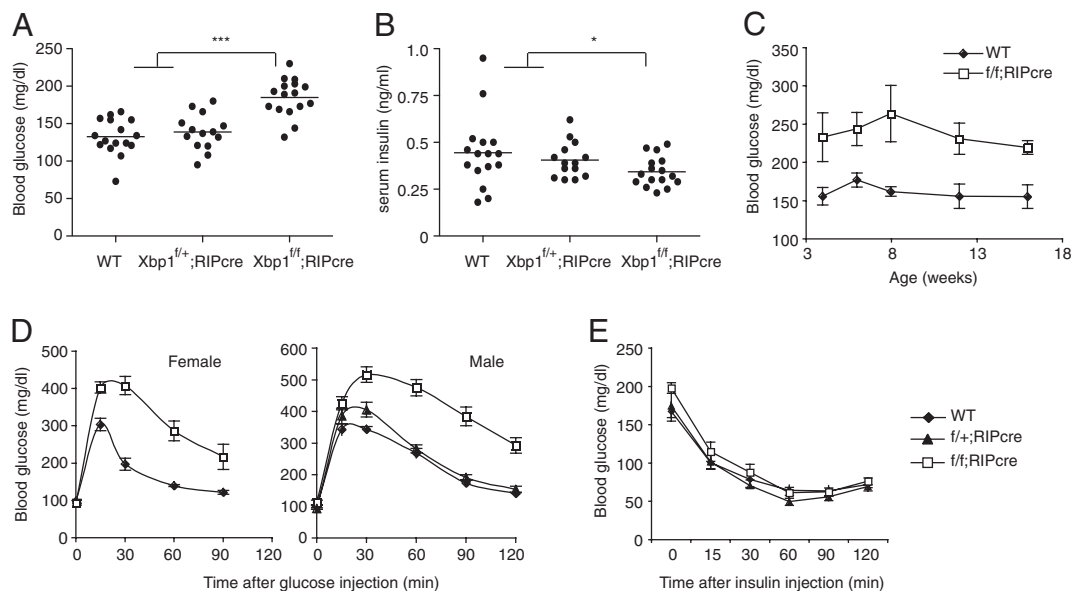 A
***
Blood glucose (mg/dl)
250
200
150
100
50
0
WT Xbp1f/+;RIPcre Xbp1f/f;RIPcre
B
*
serum insulin (ng/ml)
1.0
0.75
0.5
0.25
0
WT Xbp1f/+;RIPcre Xbp1f/f;RIPcre
C
WT
f/f;RIPcre
Blood glucose (mg/dl)
300
250
200
150
100
3 8 13 18
Age (weeks)
D
Female
Blood glucose (mg/dl)
500
400
300
200
100
0
0 30 60 90 120
Male
600
500
400
300
200
100
0
0 30 60 90 120
Time after glucose injection (min)
E
Blood glucose (mg/dl)
250
200
150
100
50
0
0 15 30 60 90 120
Time after insulin injection (min)
WT
f/+;RIPcre
f/f;RIPcre